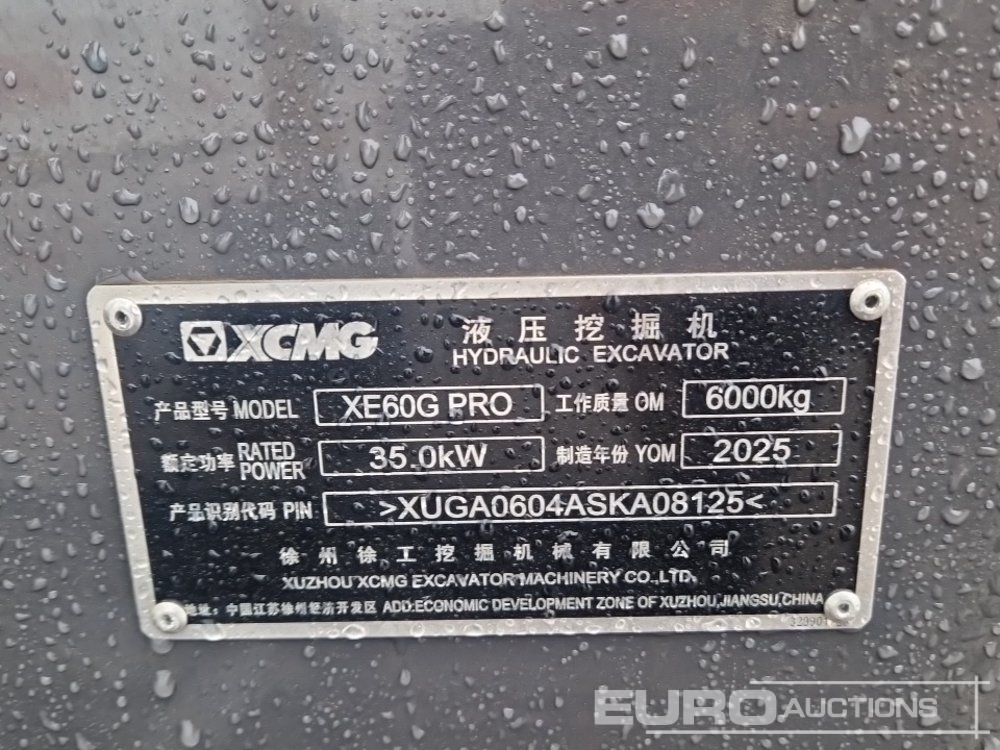 XCMG
液压挖掘机
HYDRAULIC EXCAVATOR
产品型号 MODEL XE60G PRO 工作质量 OM 6000kg
额定功率 RATED POWER 35.0kW 制造年份 YOM 2025
产品识别代码 PIN >XUGA0604ASKA08125<
徐州徐工挖掘机械有限公司
XUZHOU XCMG EXCAVATOR MACHINERY CO.,LTD.
地址: 中国江苏徐州经济开发区 ADD:ECONOMIC DEVELOPMENT ZONE OF XUZHOU,JIANGSU,CHINA
EURO AUCTIONS